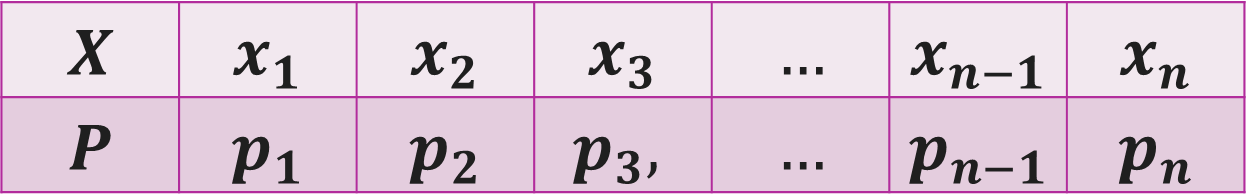 X x₁ x₂ x₃ ... xₙ₋₁ xₙ
P p₁ p₂ p₃, ... pₙ₋₁ pₙ